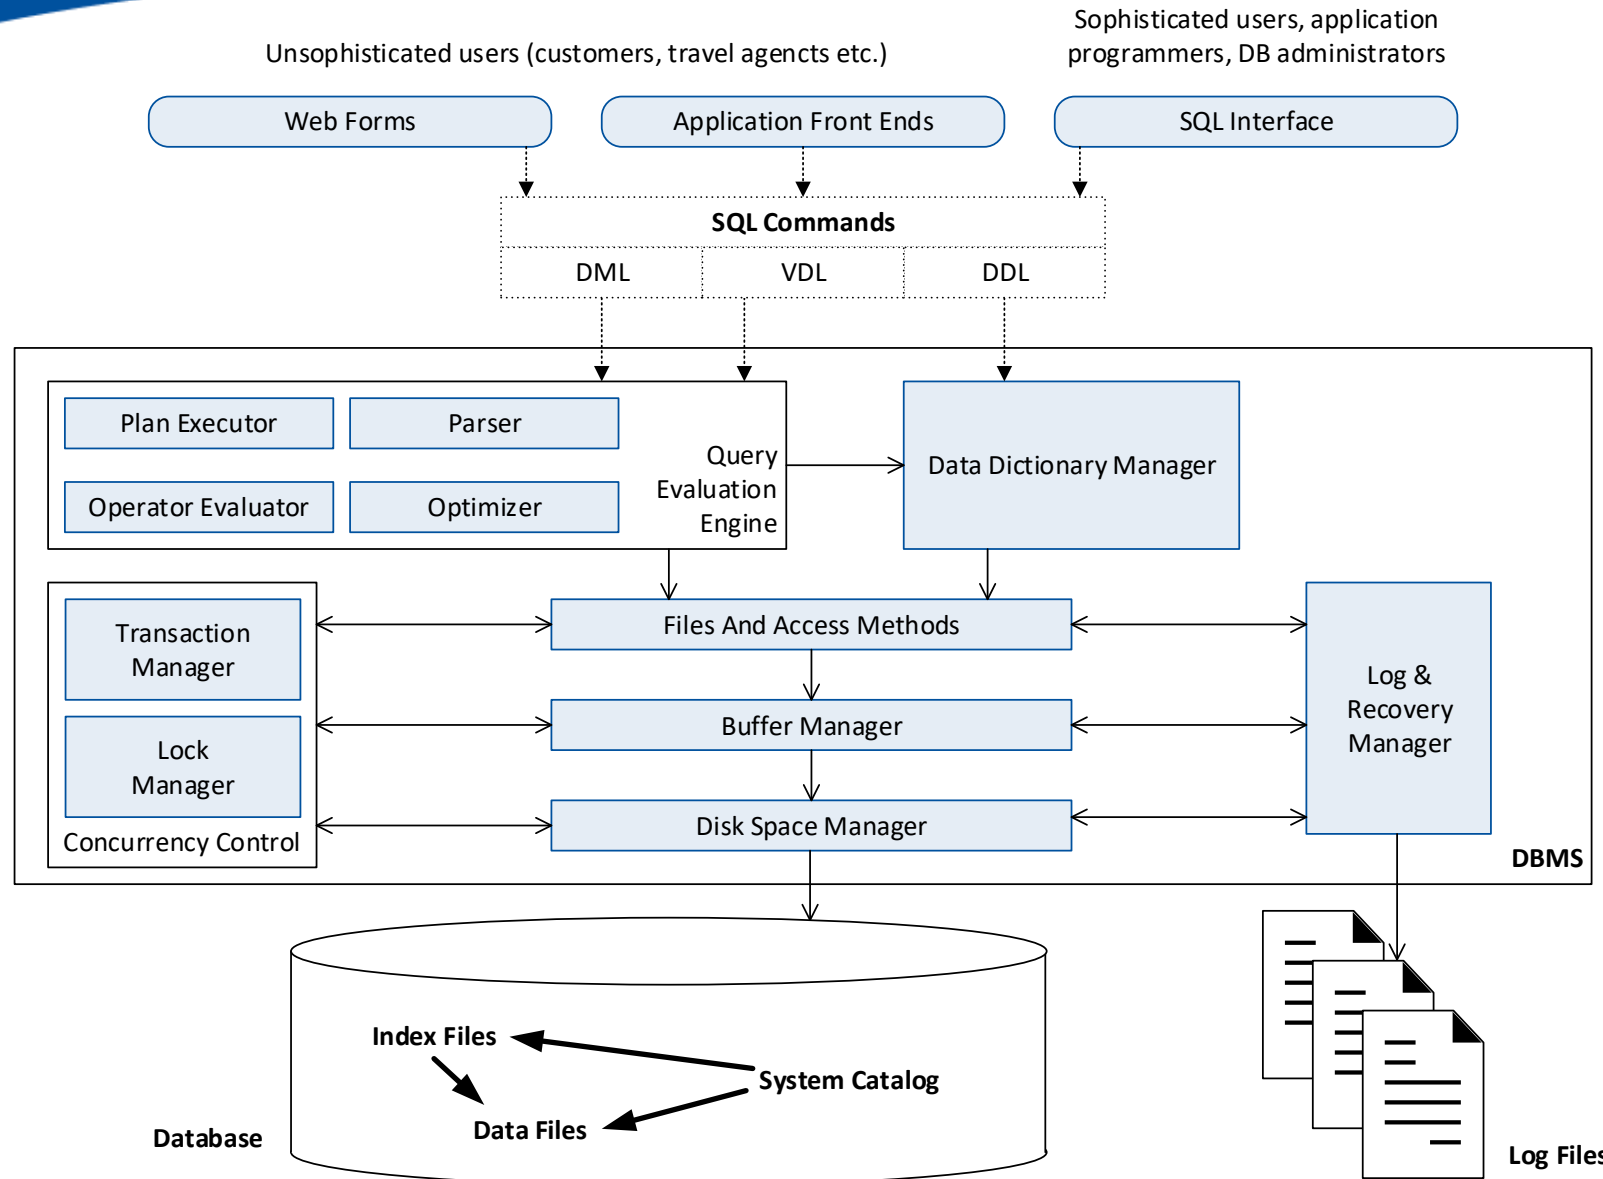 Sophisticated users, application
programmers, DB administrators
Unsophisticated users (customers, travel agencts etc.)
Web Forms
Application Front Ends
SQL Interface
SQL Commands
DML
VDL
DDL
Plan Executor
Parser
Operator Evaluator
Optimizer
Query
Evaluation
Engine
Data Dictionary Manager
Transaction
Manager
Lock
Manager
Concurrency Control
Files And Access Methods
Buffer Manager
Disk Space Manager
Log &
Recovery
Manager
DBMS
Index Files
System Catalog
Data Files
Database
Log Files